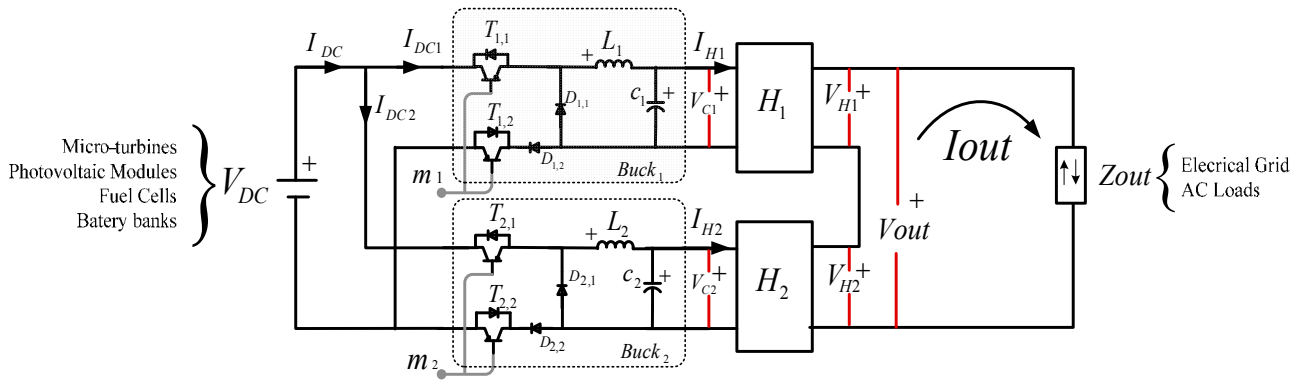 Micro-turbines
Photovoltaic Modules
Fuel Cells
Batery banks
V_DC
+
I_DC
I_DC1
I_DC2
T_1,1
T_1,2
D_1,1
D_1,2
+ L_1
c_1 +
m_1
Buck_1
I_H1
V_C1 +
H_1
V_H1 +
T_2,1
T_2,2
D_2,1
D_2,2
+ L_2
c_2 +
m_2
Buck_2
I_H2
V_C2 +
H_2
V_H2 +
+
Vout
Iout
Zout
Elecrical Grid
AC Loads